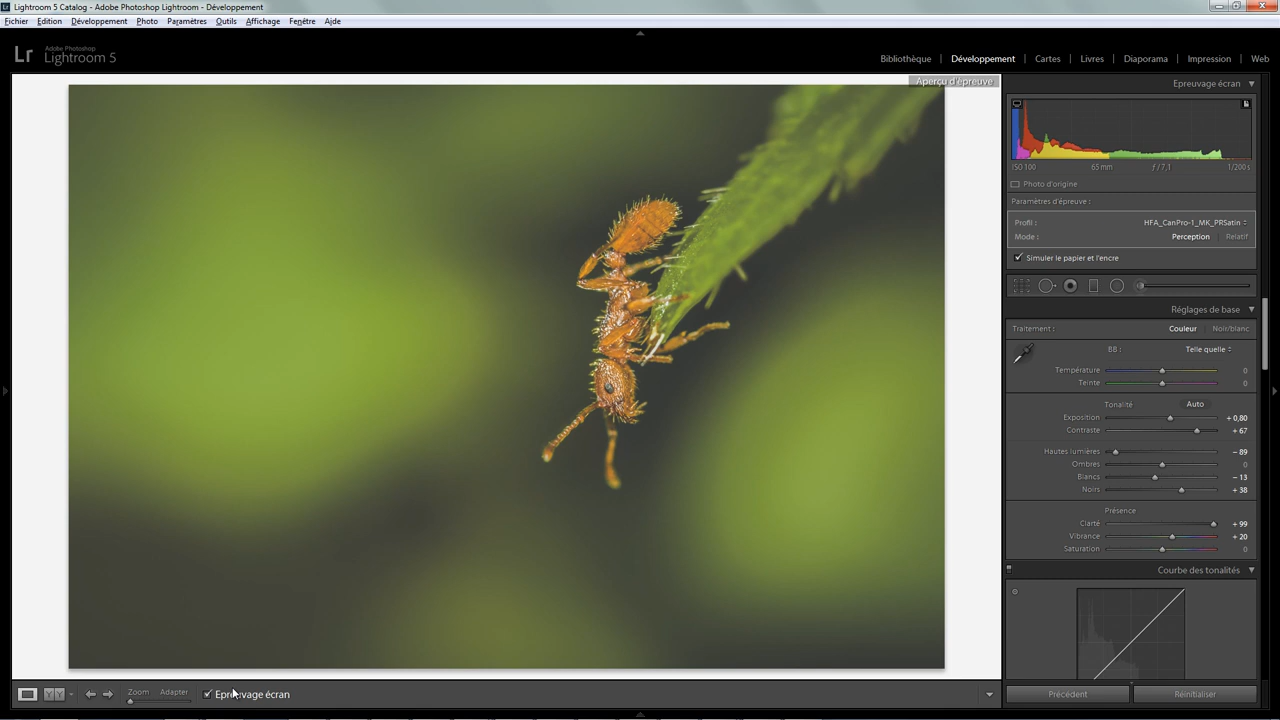 Lightroom 5 Catalog - Adobe Photoshop Lightroom - Développement
Fichier Edition Développement Photo Paramètres Outils Affichage Fenêtre Aide
Lr Adobe Photoshop
Lightroom 5
Bibliothèque | Développement | Cartes | Livres | Diaporama | Impression | Web
Aperçu d'épreuve
Epreuvage écran
ISO 100 65 mm ƒ / 7,1 1/200 s
Photo d'origine
Paramètres d'épreuve :
Profil : HFA_CanPro-1_MK_PRSatin
Mode : Perception Relatif
Simuler le papier et l'encre
Réglages de base
Traitement : Couleur Noir/blanc
BB : Telle quelle
Température 0
Teinte 0
Tonalité Auto
Exposition + 0,80
Contraste + 67
Hautes lumières − 89
Ombres 0
Blancs − 13
Noirs + 38
Présence
Clarté + 99
Vibrance + 20
Saturation 0
Courbe des tonalités
Y Y Zoom Adapter Epreuvage écran
Précédent Réinitialiser